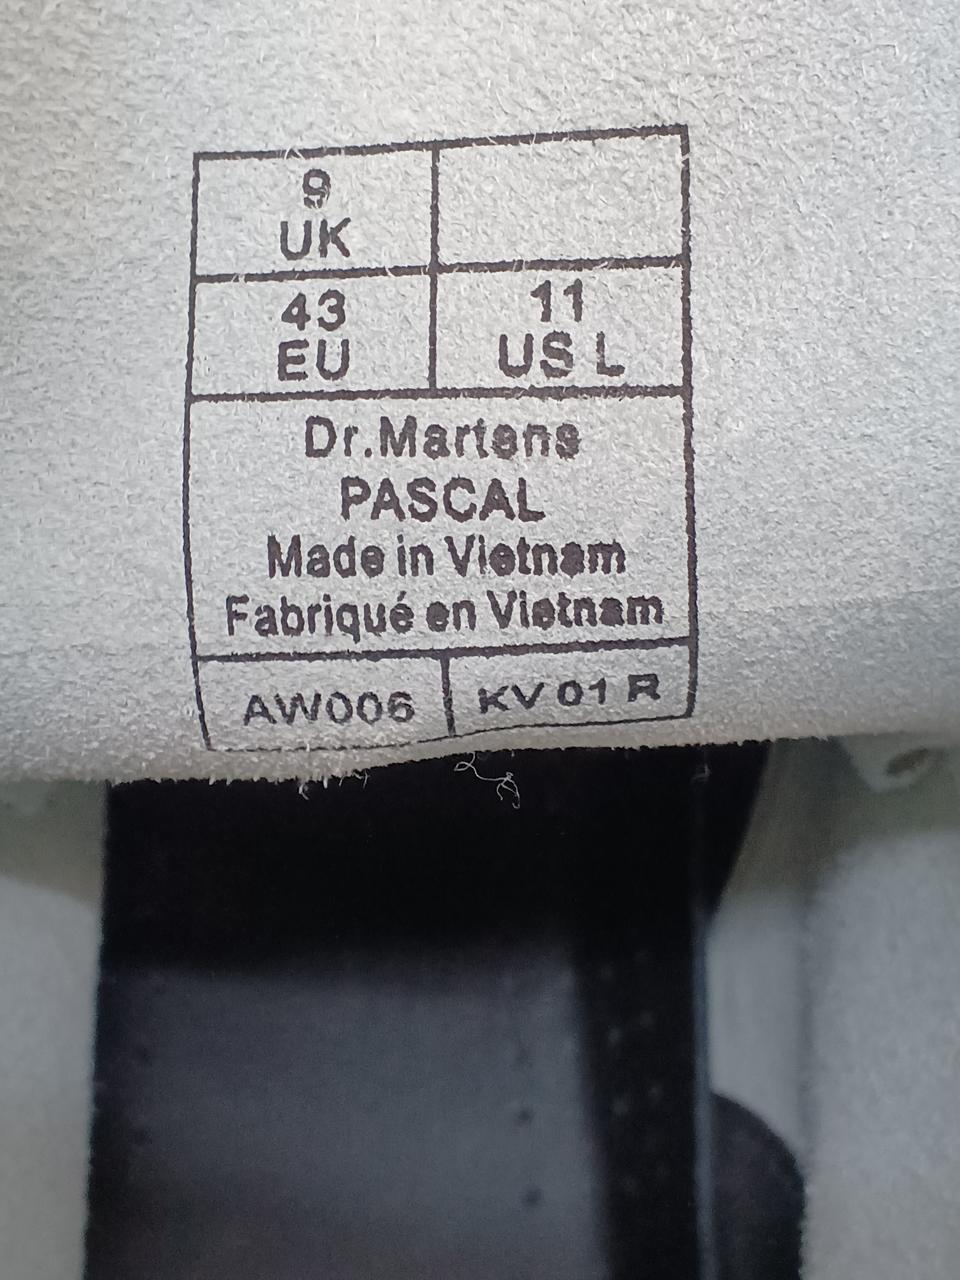 9
UK
43
EU
11
US L
Dr.Martens
PASCAL
Made in Vietnam
Fabriqué en Vietnam
AW006
KV 01 R